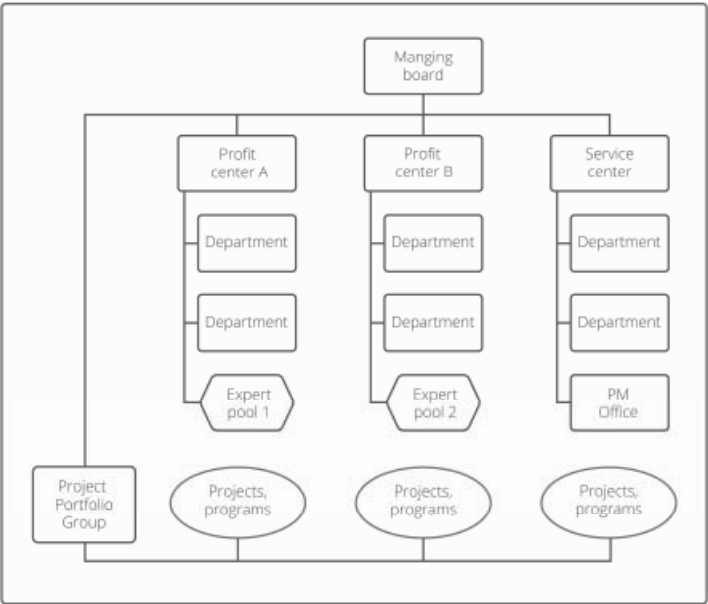 Manging
board
Profit
center A
Profit
center B
Service
center
Department
Department
Department
Department
Department
Department
Expert
pool 1
Expert
pool 2
PM
Office
Project
Portfolio
Group
Projects,
programs
Projects,
programs
Projects,
programs